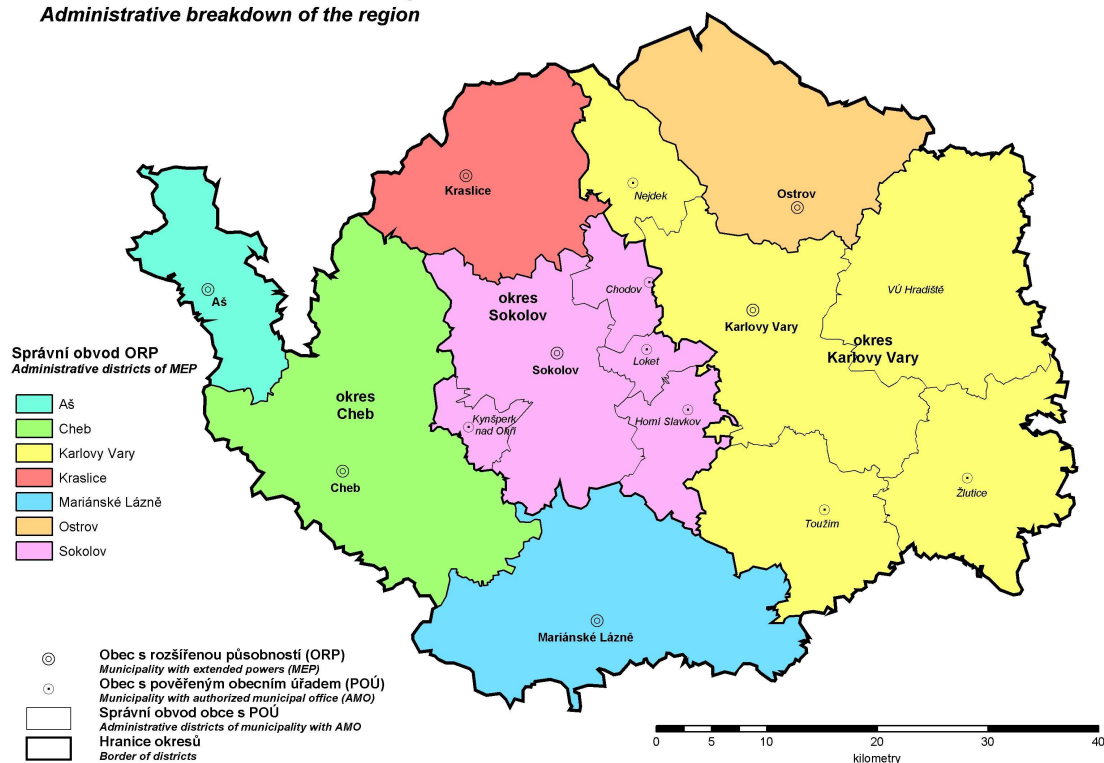 Administrative breakdown of the region
Kraslice
Nejdek
Ostrov
Aš
okres
Sokolov
Chodov
VÚ Hradiště
Karlovy Vary
okres
Karlovy Vary
Loket
Sokolov
okres
Cheb
Kynšperk
nad Ohří
Horní Slavkov
Cheb
Žlutice
Toužim
Mariánské Lázně
Správní obvod ORP
Administrative districts of MEP
Aš
Cheb
Karlovy Vary
Kraslice
Mariánské Lázně
Ostrov
Sokolov
Obec s rozšířenou působností (ORP)
Municipality with extended powers (MEP)
Obec s pověřeným obecním úřadem (POÚ)
Municipality with authorized municipal office (AMO)
Správní obvod obce s POÚ
Administrative districts of municipality with AMO
Hranice okresů
Border of districts
0 5 10 20 30 40
kilometry